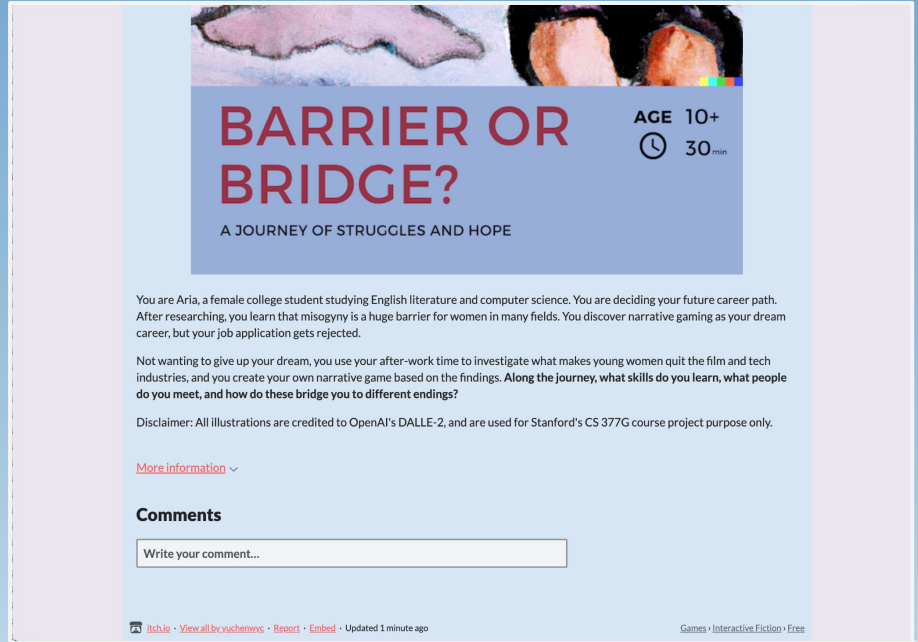 BARRIER OR
BRIDGE?
A JOURNEY OF STRUGGLES AND HOPE
AGE 10+
30 min
You are Aria, a female college student studying English literature and computer science. You are deciding your future career path.
After researching, you learn that misogyny is a huge barrier for women in many fields. You discover narrative gaming as your dream
career, but your job application gets rejected.
Not wanting to give up your dream, you use your after-work time to investigate what makes young women quit the film and tech
industries, and you create your own narrative game based on the findings. Along the journey, what skills do you learn, what people
do you meet, and how do these bridge you to different endings?
Disclaimer: All illustrations are credited to OpenAI's DALLE-2, and are used for Stanford's CS 377G course project purpose only.
More information
Comments
Write your comment...
itch.io · View all by yuchenwyc · Report · Embed · Updated 1 minute ago
Games › Interactive Fiction › Free